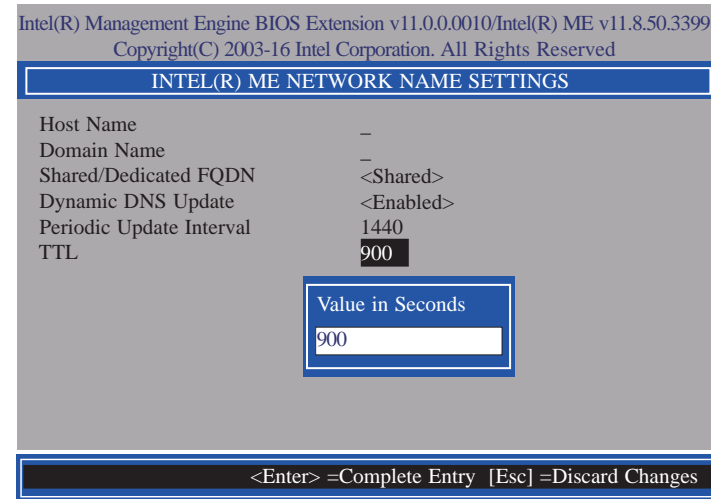 Intel(R) Management Engine BIOS Extension v11.0.0.0010/Intel(R) ME v11.8.50.3399
Copyright(C) 2003-16 Intel Corporation. All Rights Reserved
INTEL(R) ME NETWORK NAME SETTINGS
Host Name _
Domain Name _
Shared/Dedicated FQDN <Shared>
Dynamic DNS Update <Enabled>
Periodic Update Interval 1440
TTL 900
Value in Seconds
900
<Enter> =Complete Entry [Esc] =Discard Changes